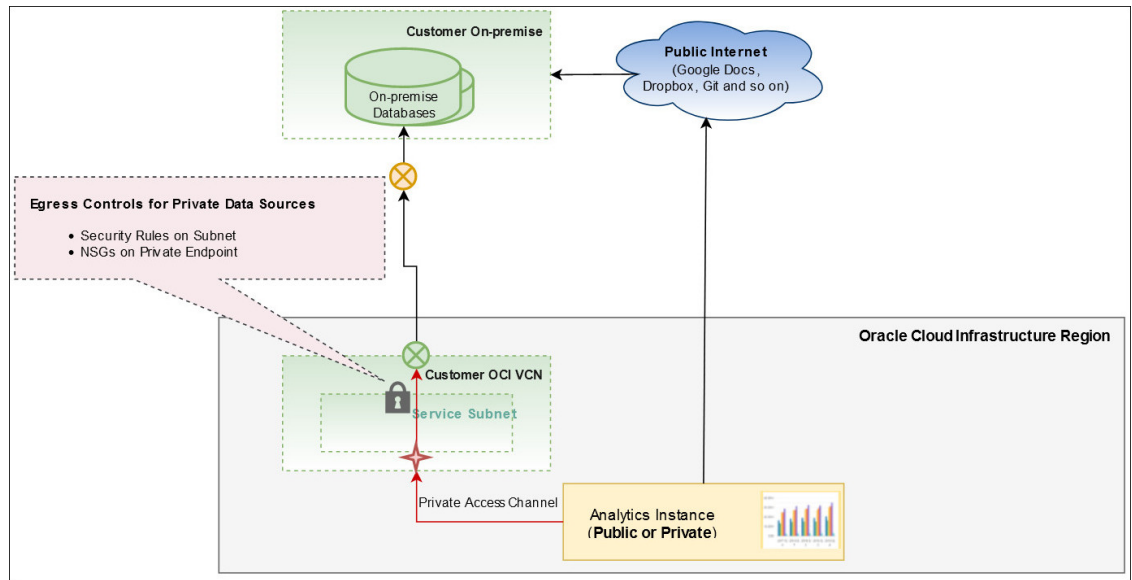 Customer On-premise
On-premise
Databases
Public Internet
(Google Docs,
Dropbox, Git and so on)
Egress Controls for Private Data Sources
• Security Rules on Subnet
• NSGs on Private Endpoint
Oracle Cloud Infrastructure Region
Customer OCI VCN
Service Subnet
Private Access Channel
Analytics Instance
(Public or Private)